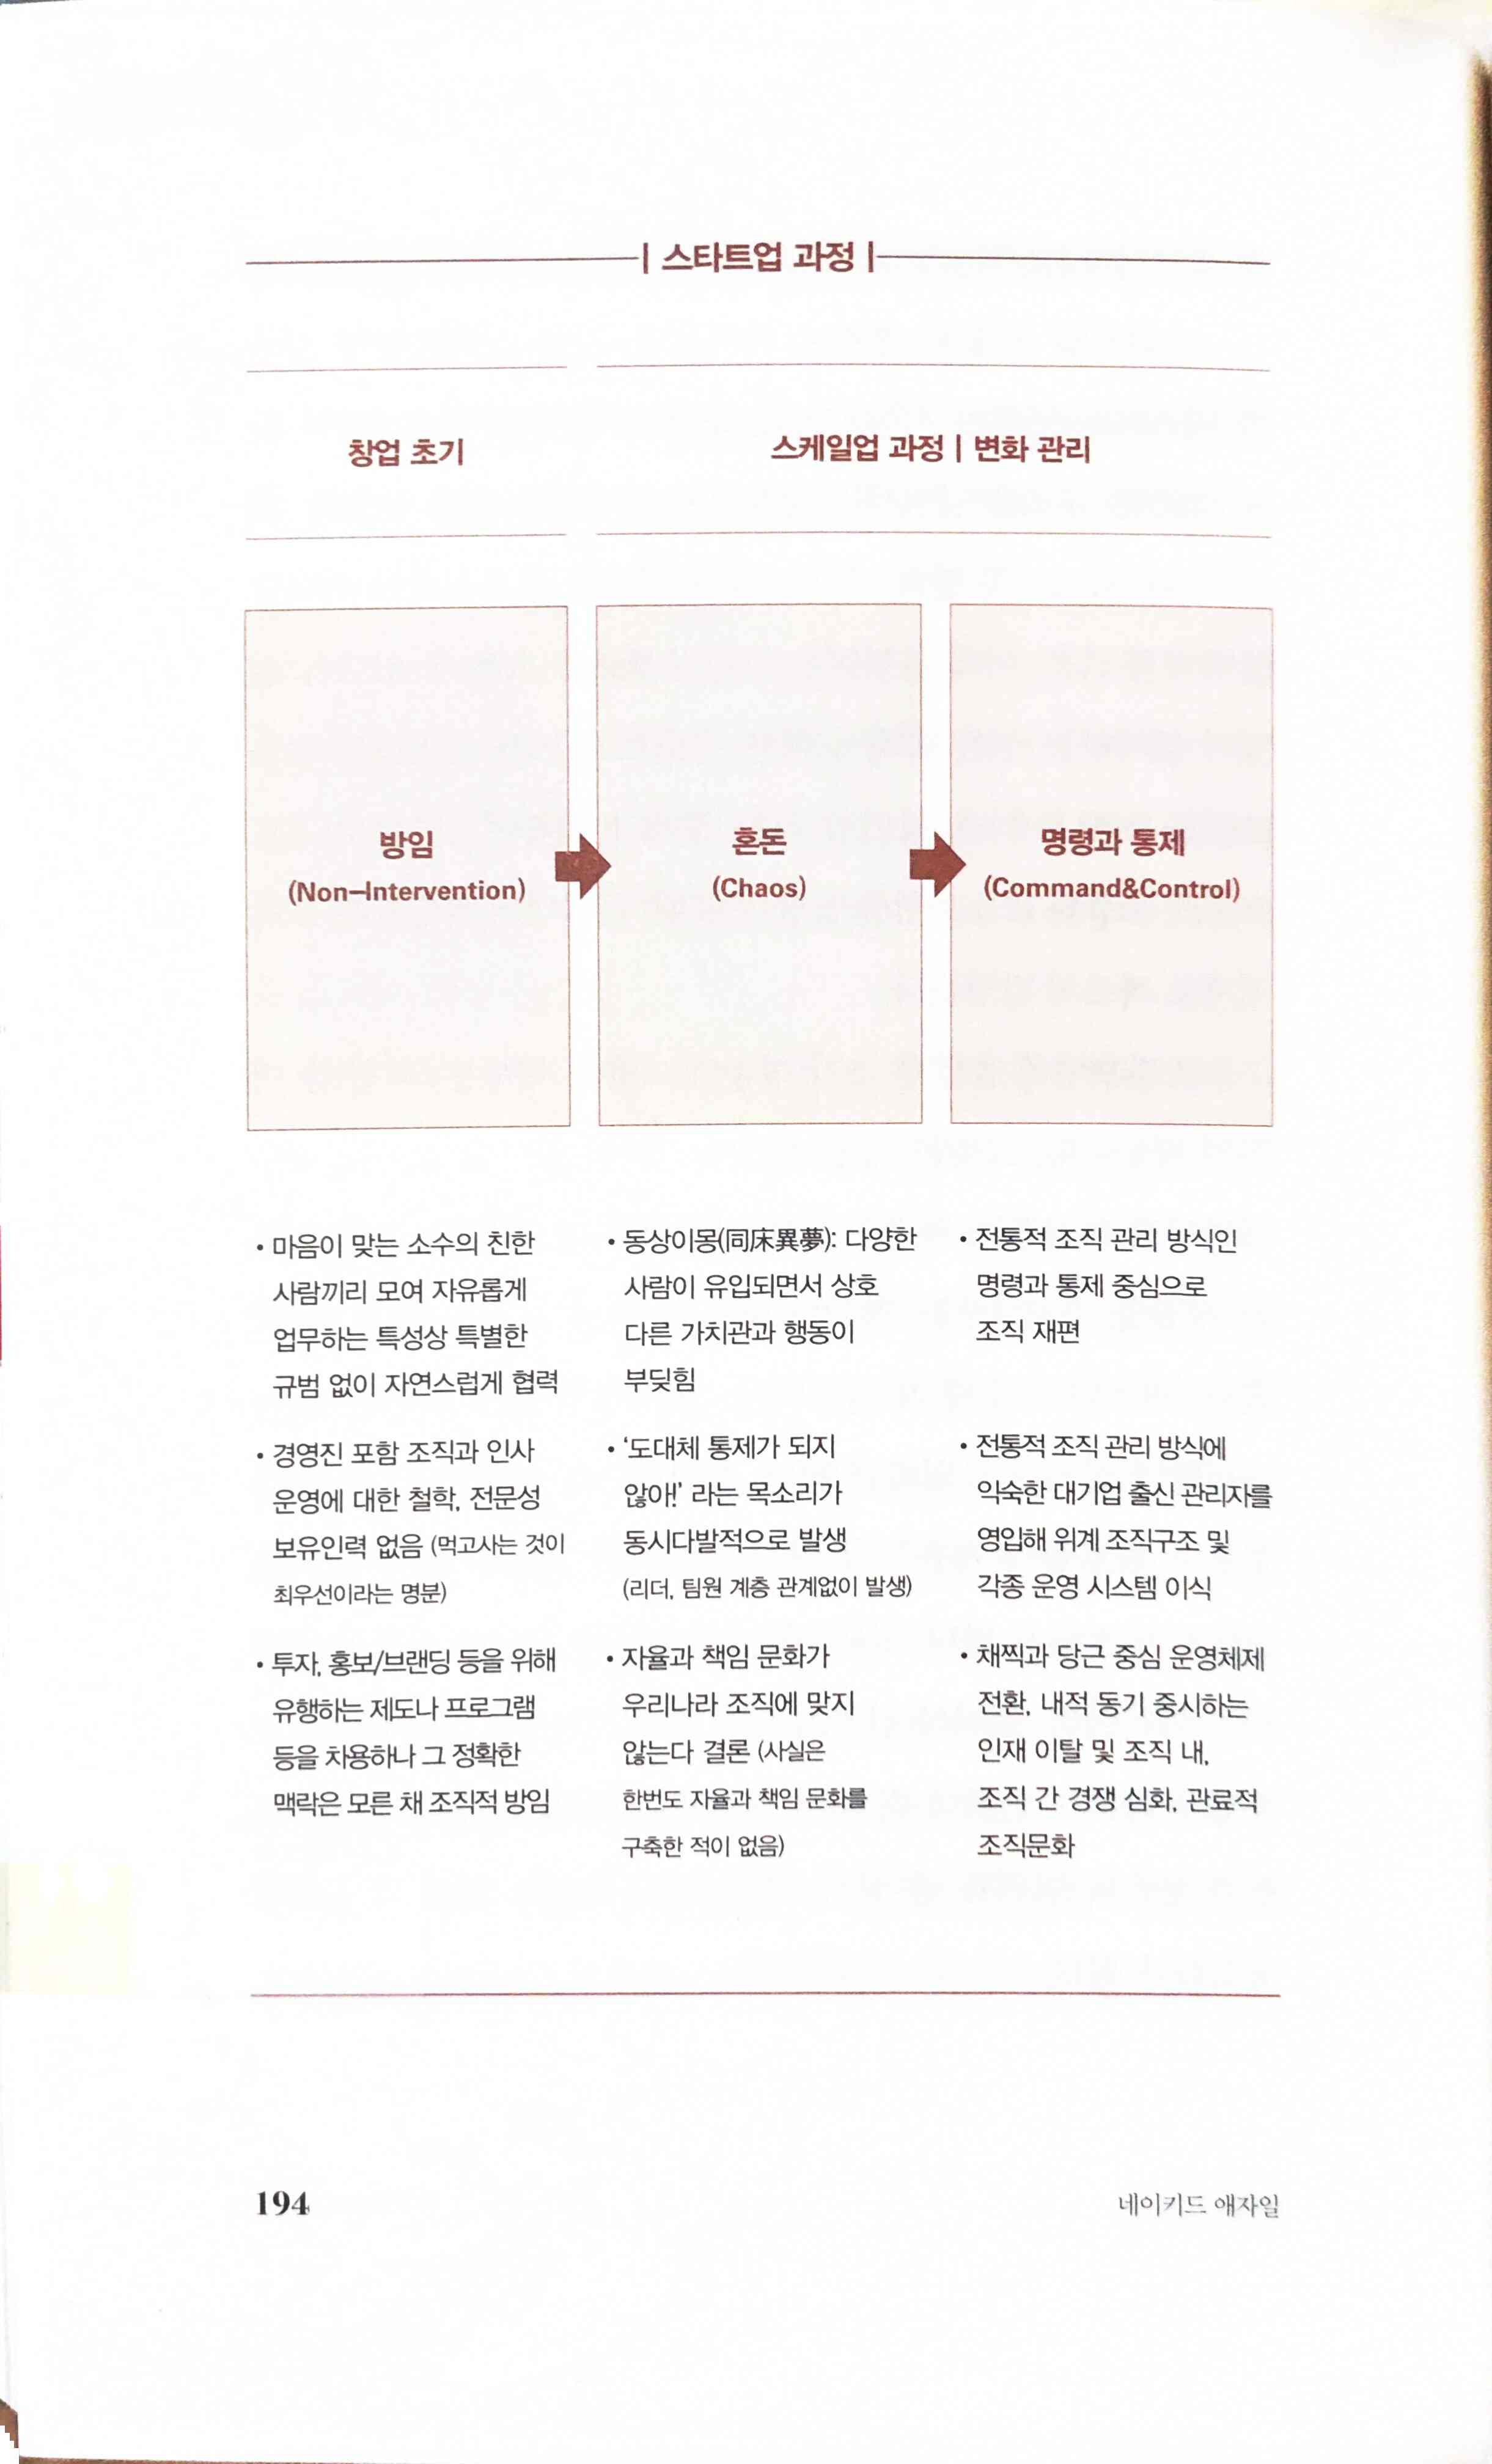 | 스타트업 과정 |
창업 초기
스케일업 과정 | 변화 관리
방임
(Non-Intervention)
혼돈
(Chaos)
명령과 통제
(Command&Control)
• 마음이 맞는 소수의 친한
사람끼리 모여 자유롭게
업무하는 특성상 특별한
규범 없이 자연스럽게 협력
• 경영진 포함 조직과 인사
운영에 대한 철학, 전문성
보유인력 없음 (먹고사는 것이
최우선이라는 명분)
• 투자, 홍보/브랜딩 등을 위해
유행하는 제도나 프로그램
등을 차용하나 그 정확한
맥락은 모른 채 조직적 방임
• 동상이몽(同床異夢): 다양한
사람이 유입되면서 상호
다른 가치관과 행동이
부딪힘
• ‘도대체 통제가 되지
않아!’ 라는 목소리가
동시다발적으로 발생
(리더, 팀원 계층 관계없이 발생)
• 자율과 책임 문화가
우리나라 조직에 맞지
않는다 결론 (사실은
한번도 자율과 책임 문화를
구축한 적이 없음)
• 전통적 조직 관리 방식인
명령과 통제 중심으로
조직 재편
• 전통적 조직 관리 방식에
익숙한 대기업 출신 관리자를
영입해 위계 조직구조 및
각종 운영 시스템 이식
• 채찍과 당근 중심 운영체제
전환, 내적 동기 중시하는
인재 이탈 및 조직 내,
조직 간 경쟁 심화, 관료적
조직문화
194
네이키드 애자일